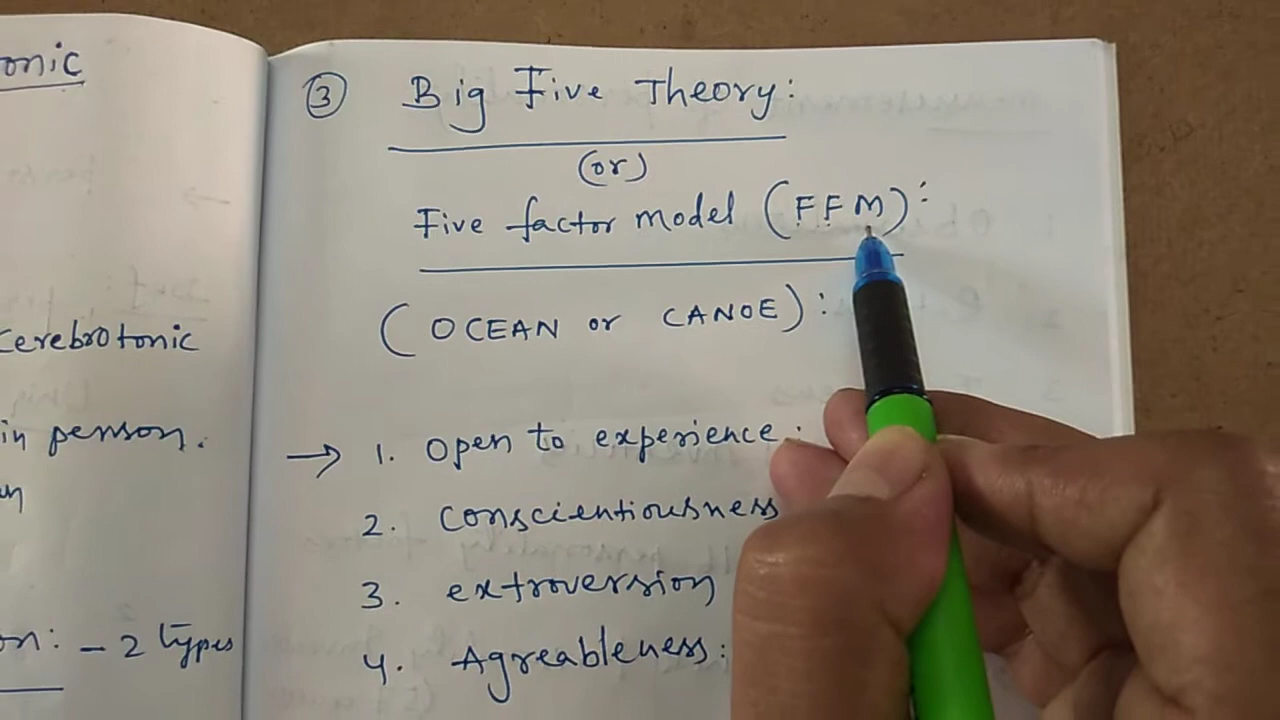 onic
cerebrotonic
in person.
on: - 2 types
③ Big Five Theory:
(or)
Five factor model (FFM):
(OCEAN or CANOE):
→ 1. Open to experience:
2. Conscientiousness
3. extroversion
4. Agreableness: